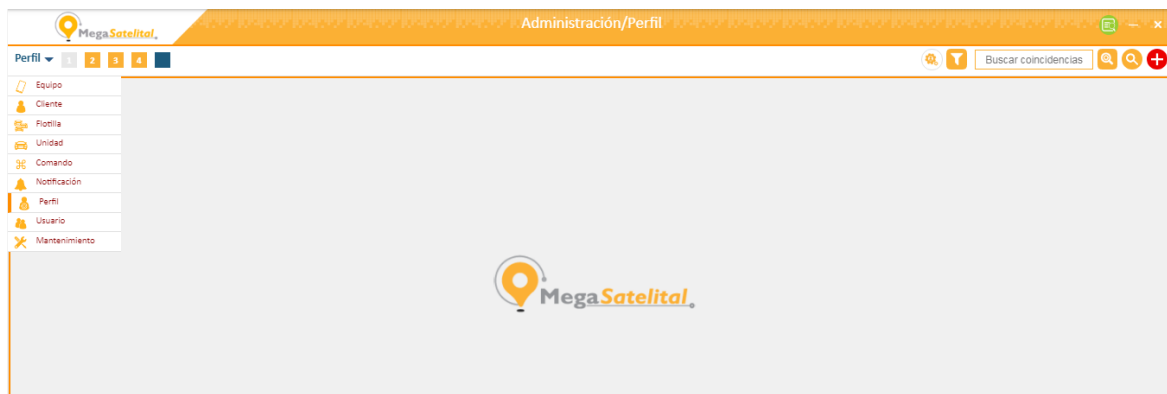 MegaSatelital
Administración/Perfil
Perfil
1 2 3 4
Buscar coincidencias
Equipo
Cliente
Flotilla
Unidad
Comando
Notificación
Perfil
Usuario
Mantenimiento
MegaSatelital